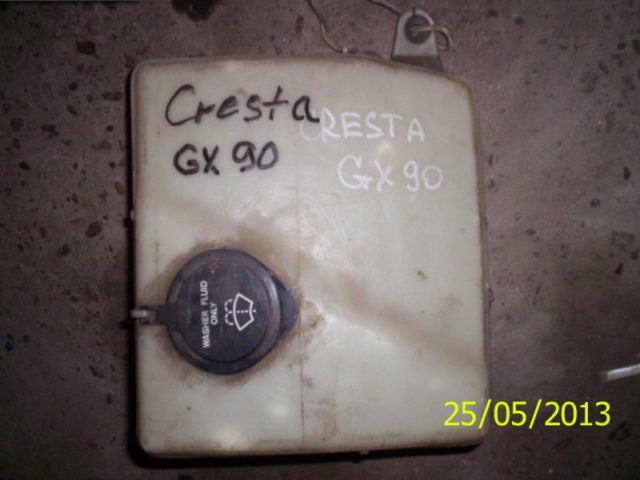 Cresta
GX 90
CRESTA
GX 90
WASHER FLUID
ONLY
25/05/2013